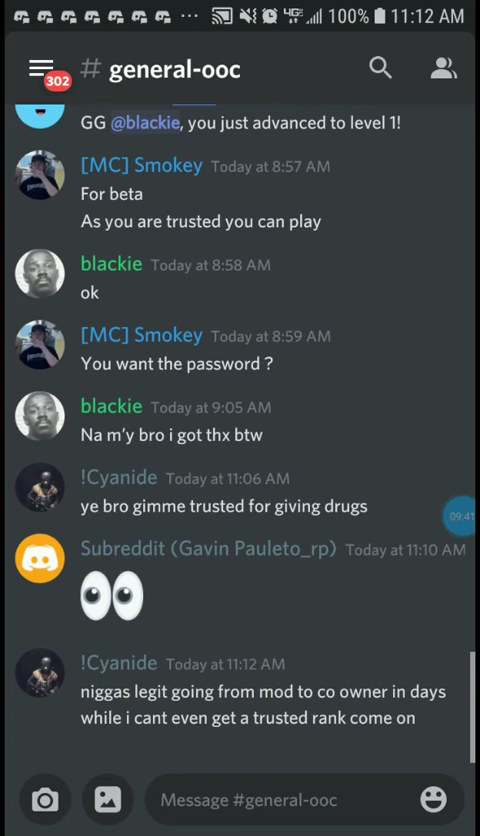 100% 11:12 AM
302
# general-ooc
GG @blackie, you just advanced to level 1!
[MC] Smokey Today at 8:57 AM
For beta
As you are trusted you can play
blackie Today at 8:58 AM
ok
[MC] Smokey Today at 8:59 AM
You want the password ?
blackie Today at 9:05 AM
Na m'y bro i got thx btw
!Cyanide Today at 11:06 AM
ye bro gimme trusted for giving drugs
09:41
Subreddit (Gavin Pauleto_rp) Today at 11:10 AM
!Cyanide Today at 11:12 AM
niggas legit going from mod to co owner in days
while i cant even get a trusted rank come on
Message #general-ooc